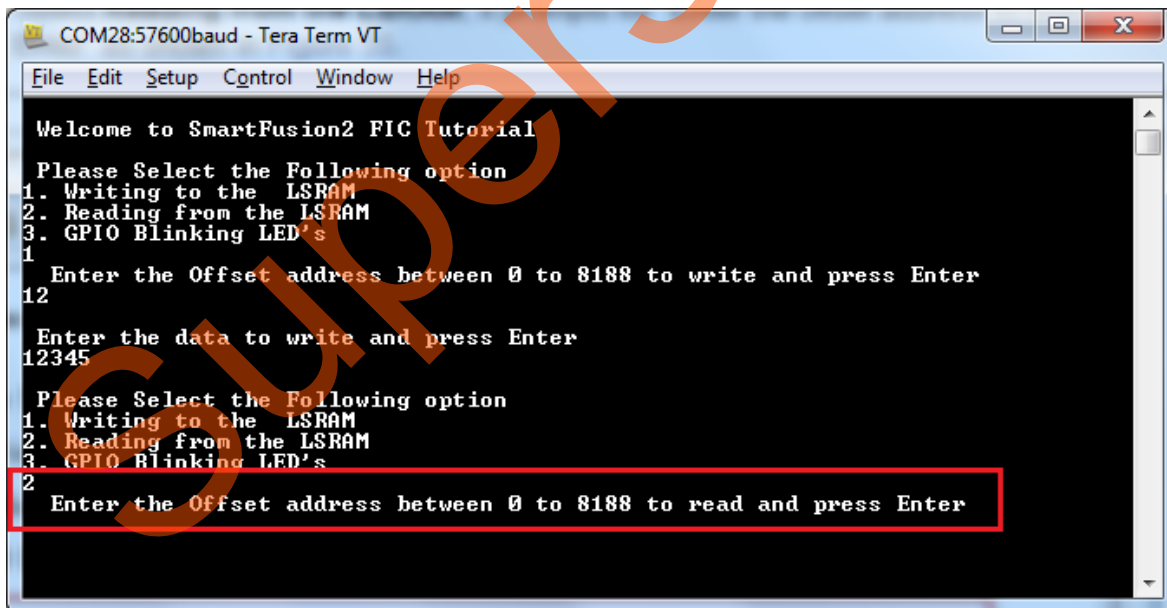 COM28:57600baud - Tera Term VT
File Edit Setup Control Window Help
Welcome to SmartFusion2 FIC Tutorial
Please Select the Following option
1. Writing to the LSRAM
2. Reading from the LSRAM
3. GPIO Blinking LED's
1
Enter the Offset address between 0 to 8188 to write and press Enter
12
Enter the data to write and press Enter
12345
Please Select the Following option
1. Writing to the LSRAM
2. Reading from the LSRAM
3. GPIO Blinking LED's
2
Enter the Offset address between 0 to 8188 to read and press Enter
Supers